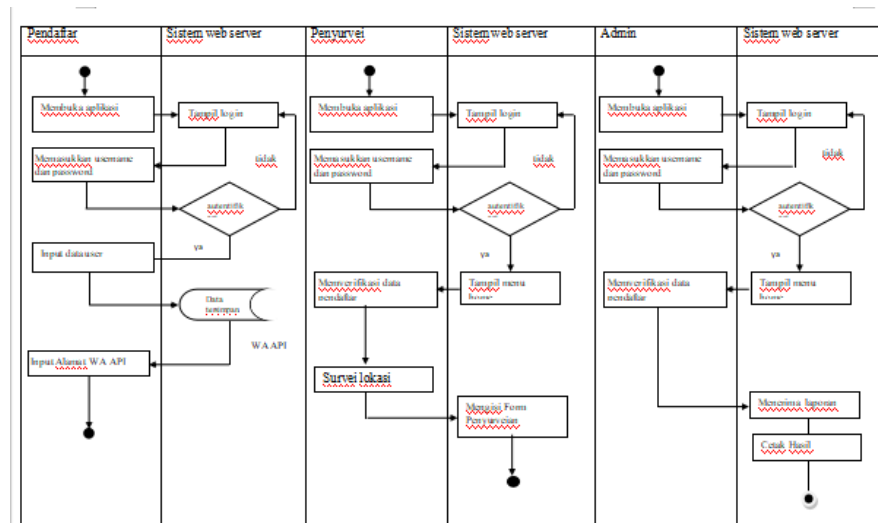 Pendaftar
Sistem web server
Penyurvei
Sistem web server
Admin
Sistem web server
Membuka aplikasi
Tampil login
Memasukkan username
dan password
tidak
autentifik
ya
Input data user
Data
tersimpan
WA API
Input Alamat WA API
Membuka aplikasi
Tampil login
Memasukkan username
dan password
tidak
autentifik
ya
Memverifikasi data
pendaftar
Tampil menu
home
Survei lokasi
Mengisi Form
Penyurveian
Membuka aplikasi
Tampil login
Memasukkan username
dan password
tidak
autentifik
ya
Memverifikasi data
pendaftar
Tampil menu
home
Menerima laporan
Cetak Hasil